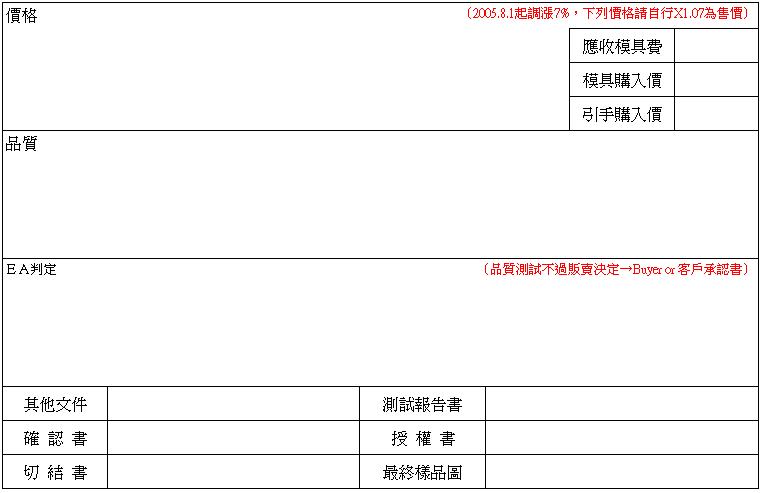 價格 〔2005.8.1起調漲7%，下列價格請自行X1.07為售價〕
應收模具費
模具購入價
引手購入價
品質
ＥＡ判定 〔品質測試不過販賣決定→Buyer or 客戶承認書〕
其他文件 測試報告書
確 認 書 授 權 書
切 結 書 最終樣品圖